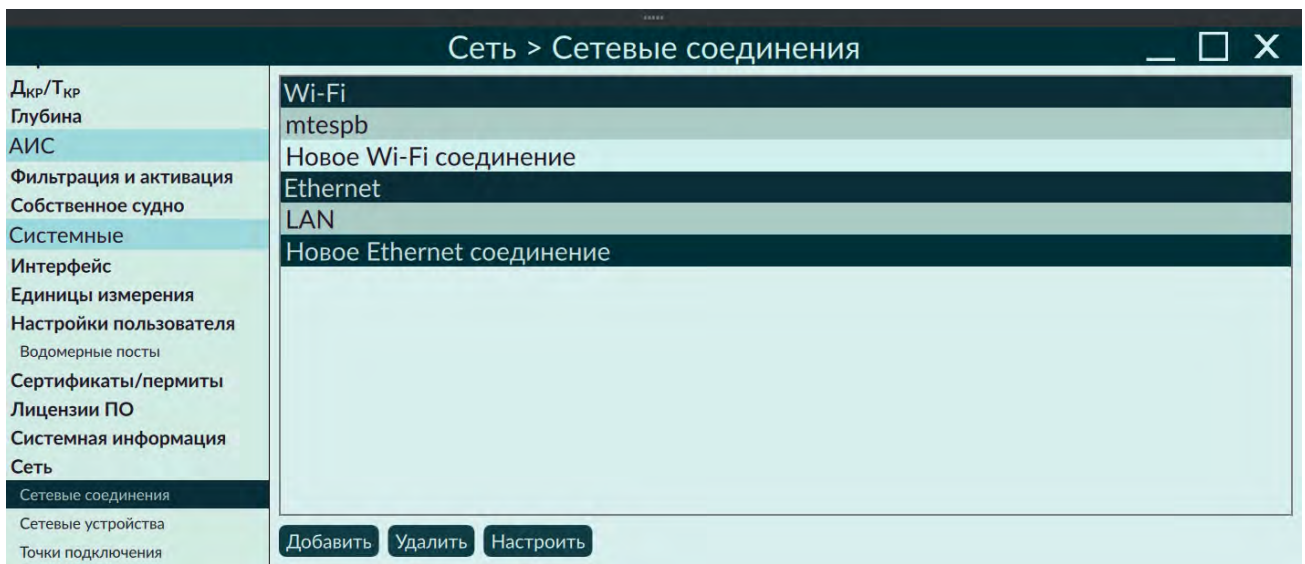 Сеть > Сетевые соединения
Д КР/Т КР
Глубина
АИС
Фильтрация и активация
Собственное судно
Системные
Интерфейс
Единицы измерения
Настройки пользователя
Водомерные посты
Сертификаты/пермиты
Лицензии ПО
Системная информация
Сеть
Сетевые соединения
Сетевые устройства
Точки подключения
Wi-Fi
mtespb
Новое Wi-Fi соединение
Ethernet
LAN
Новое Ethernet соединение
Добавить Удалить Настроить